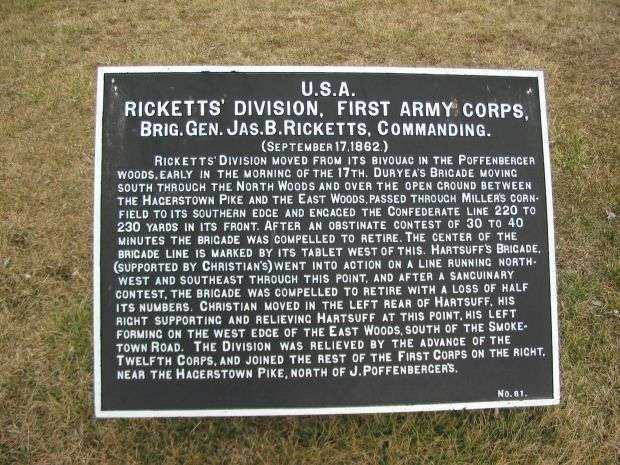 U.S.A.
RICKETTS' DIVISION, FIRST ARMY CORPS,
BRIG. GEN. JAS. B. RICKETTS, COMMANDING.
(SEPTEMBER 17, 1862.)
RICKETTS' DIVISION MOVED FROM ITS BIVOUAC IN THE POFFENBERGER
WOODS, EARLY IN THE MORNING OF THE 17TH. DURYEA'S BRIGADE MOVING
SOUTH THROUGH THE NORTH WOODS AND OVER THE OPEN GROUND BETWEEN
THE HAGERSTOWN PIKE AND THE EAST WOODS, PASSED THROUGH MILLER'S CORN-
FIELD TO ITS SOUTHERN EDGE AND ENGAGED THE CONFEDERATE LINE 220 TO
230 YARDS IN ITS FRONT. AFTER AN OBSTINATE CONTEST OF 30 TO 40
MINUTES THE BRIGADE WAS COMPELLED TO RETIRE. THE CENTER OF THE
BRIGADE LINE IS MARKED BY ITS TABLET WEST OF THIS. HARTSUFF'S BRIGADE,
(SUPPORTED BY CHRISTIAN'S) WENT INTO ACTION ON A LINE RUNNING NORTH-
WEST AND SOUTHEAST THROUGH THIS POINT, AND AFTER A SANGUINARY
CONTEST, THE BRIGADE WAS COMPELLED TO RETIRE WITH A LOSS OF HALF
ITS NUMBERS. CHRISTIAN MOVED IN THE LEFT REAR OF HARTSUFF, HIS
RIGHT SUPPORTING AND RELIEVING HARTSUFF AT THIS POINT, HIS LEFT
FORMING ON THE WEST EDGE OF THE EAST WOODS, SOUTH OF THE SMOKE-
TOWN ROAD. THE DIVISION WAS RELIEVED BY THE ADVANCE OF THE
TWELFTH CORPS, AND JOINED THE REST OF THE FIRST CORPS ON THE RIGHT,
NEAR THE HAGERSTOWN PIKE, NORTH OF J. POFFENBERGER'S.
NO. 61.